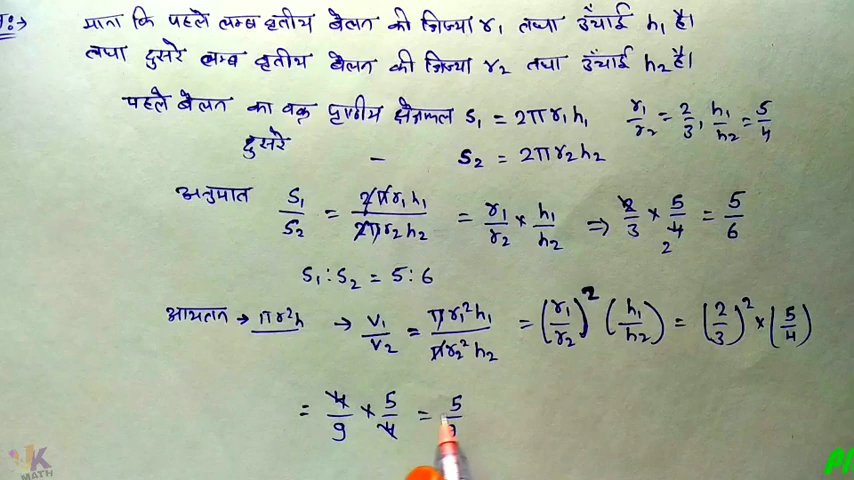 माना कि पहले लम्ब वृतीय बेलन की त्रिज्या r₁ तथा उँचाई h₁ है।
तथा दुसरे लम्ब वृतीय बेलन की त्रिज्या r₂ तथा उँचाई h₂ है।
पहले बेलन का वक्र पृष्ठीय क्षेत्रफल S₁ = 2πr₁h₁ r₁/r₂ = 2/3, h₁/h₂ = 5/4
दुसरे – S₂ = 2πr₂h₂
अनुपात S₁/S₂ = 2πr₁h₁/2πr₂h₂ = r₁/r₂ × h₁/h₂ ⇒ 2/3 × 5/4 2 = 5/6
S₁:S₂ = 5:6
आयतन → πr²h → V₁/V₂ = πr₁²h₁/πr₂²h₂ = (r₁/r₂)² (h₁/h₂) = (2/3)² × (5/4)
= 4/9 × 5/4 = 5/9
VK
MATH